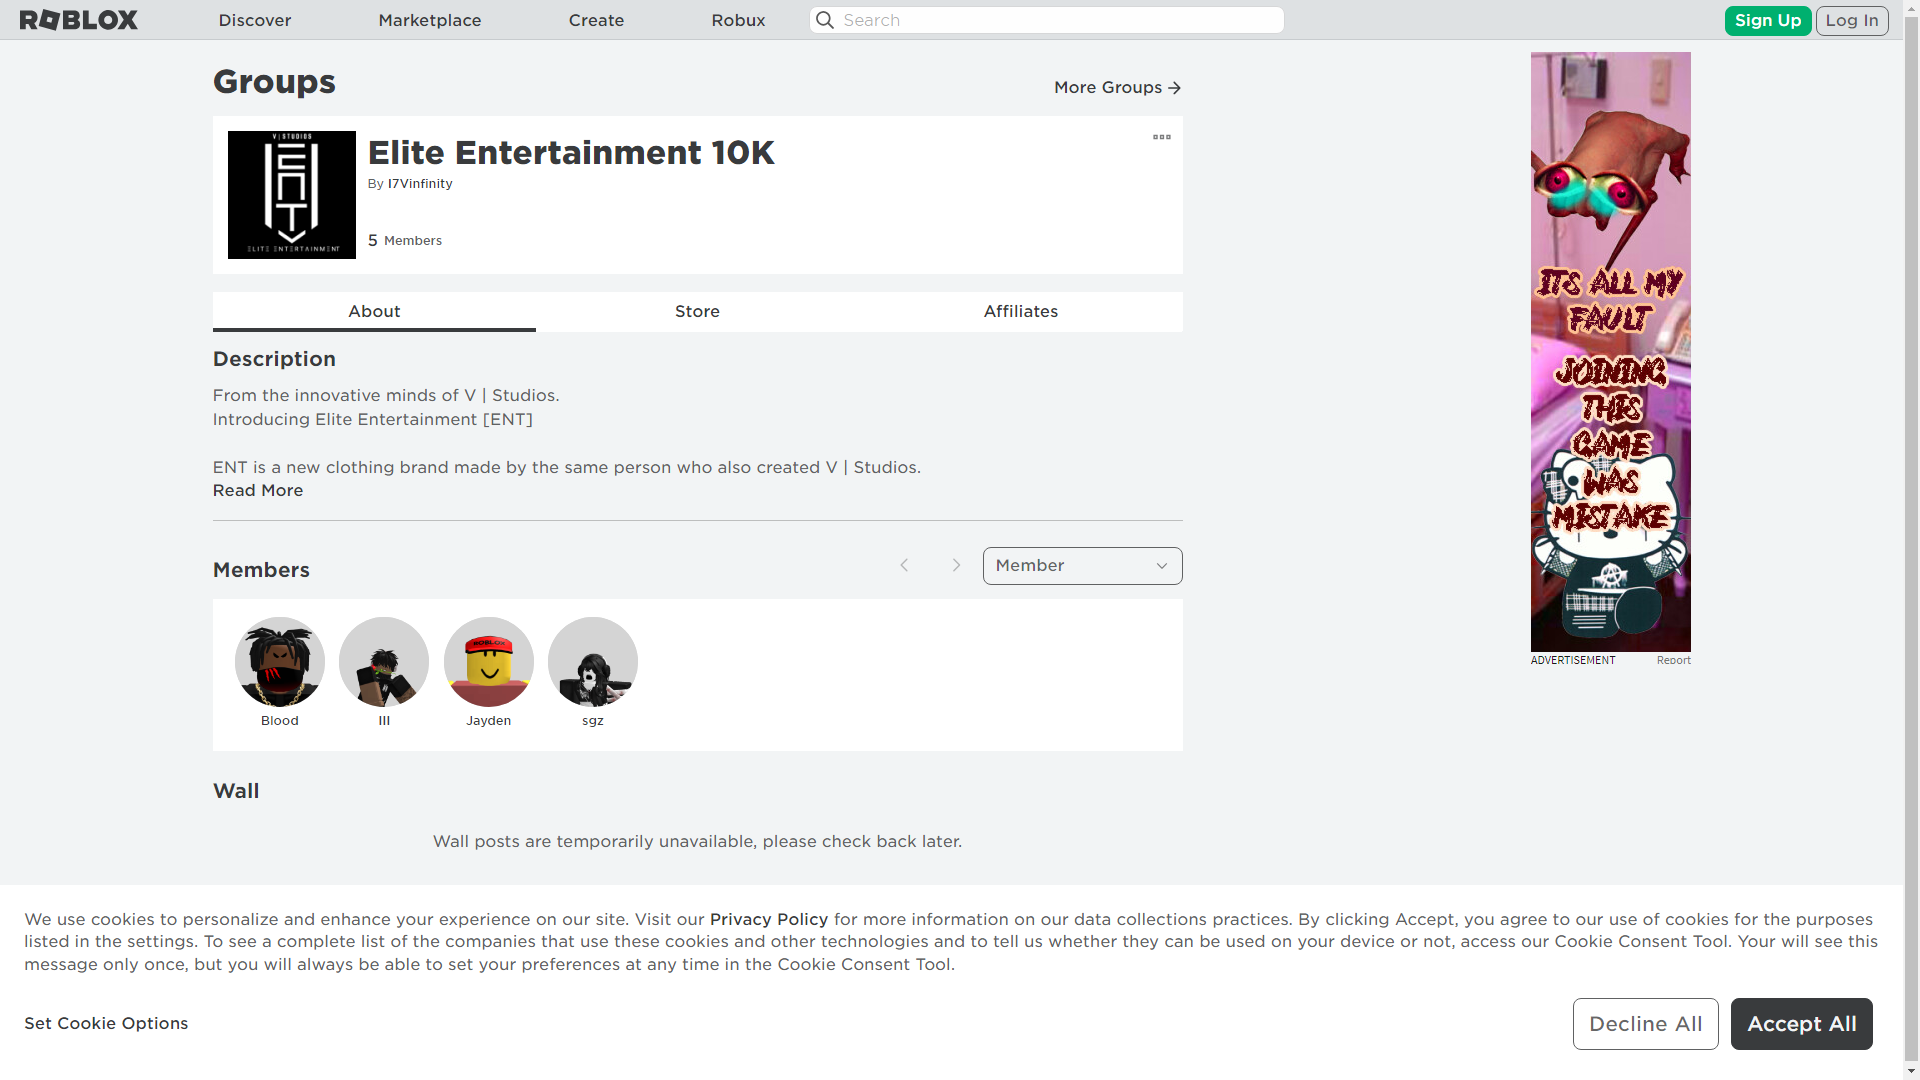 ROBLOX
Discover
Marketplace
Create
Robux
Search
Sign Up
Log In
Groups
More Groups
V | STUDIOS
ENT
ELITE ENTERTAINMENT
Elite Entertainment 10K
By I7Vinfinity
5 Members
About
Store
Affiliates
Description
From the innovative minds of V | Studios.
Introducing Elite Entertainment [ENT]
ENT is a new clothing brand made by the same person who also created V | Studios.
Read More
Members
Member
ROBLOX
Blood
III
Jayden
sgz
Wall
Wall posts are temporarily unavailable, please check back later.
ITS ALL MY
FAULT
JOINING
THIS
GAME
WAS
MISTAKE
ADVERTISEMENT
Report
We use cookies to personalize and enhance your experience on our site. Visit our Privacy Policy for more information on our data collections practices. By clicking Accept, you agree to our use of cookies for the purposes
listed in the settings. To see a complete list of the companies that use these cookies and other technologies and to tell us whether they can be used on your device or not, access our Cookie Consent Tool. Your will see this
message only once, but you will always be able to set your preferences at any time in the Cookie Consent Tool.
Set Cookie Options
Decline All
Accept All